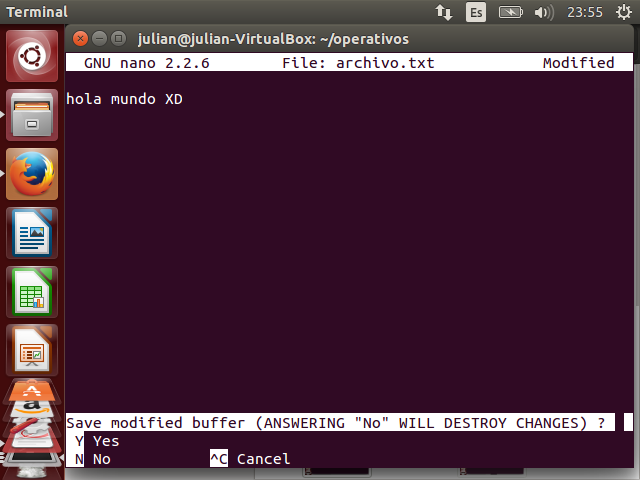 Terminal Es 23:55
julian@julian-VirtualBox: ~/operativos
GNU nano 2.2.6 File: archivo.txt Modified
hola mundo XD
Save modified buffer (ANSWERING "No" WILL DESTROY CHANGES) ?
Y Yes
N No ^C Cancel